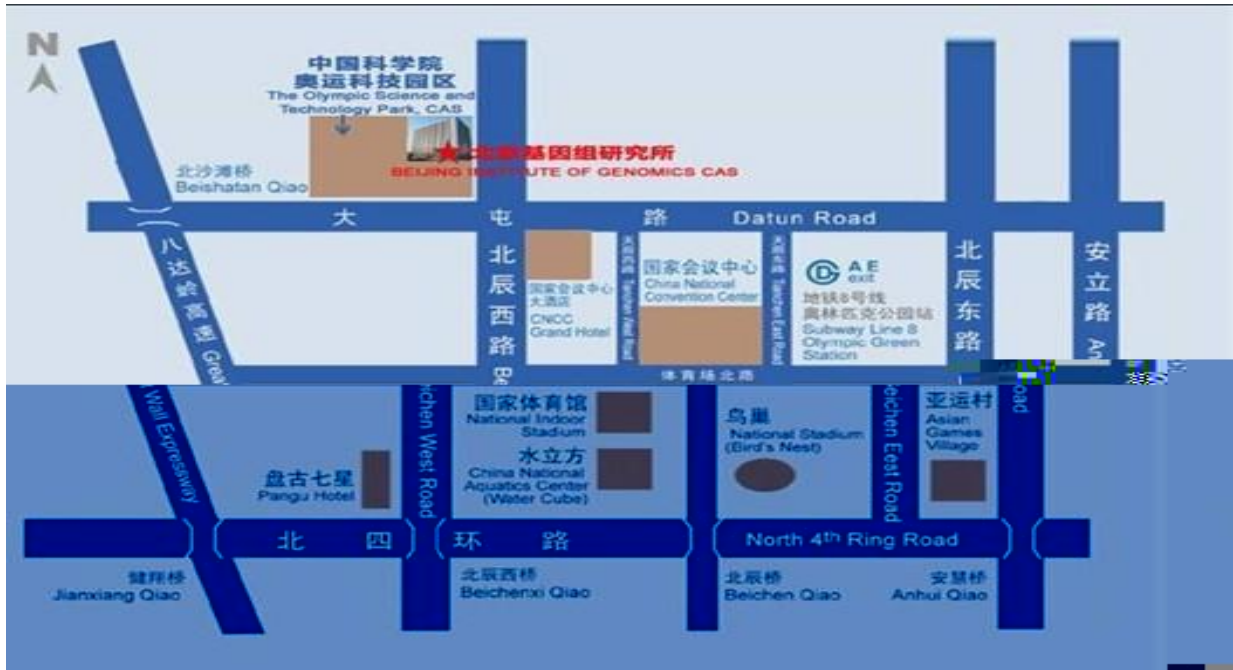 N
中国科学院
奥运科技园区
The Olympic Science and
Technology Park, CAS
北京基因组研究所
BEIJING INSTITUTE OF GENOMICS CAS
北沙滩桥
Beishatan Qiao
大屯路 Datun Road
八达岭高速 Great
北辰西路 Be
国家会议中心
大酒店
CNCC
Grand Hotel
天辰西路 Tianchen West Road
国家会议中心
China National
Convention Center
天辰东路 Tianchen East Road
A E
exit
地铁8号线
奥林匹克公园站
Subway Line 8
Olympic Green
Station
北辰东路
安立路 An
体育场北路
Wall Expressway
eichen West Road
国家体育馆
National Indoor
Stadium
鸟巢
National Stadium
(Bird's Nest)
Beichen Eest Road
亚运村
Asian
Games
Village
Road
盘古七星
Pangu Hotel
水立方
China National
Aquatics Center
(Water Cube)
北四环路 North 4th Ring Road
健翔桥
Jianxiang Qiao
北辰西桥
Beichenxi Qiao
北辰桥
Beichen Qiao
安慧桥
Anhui Qiao